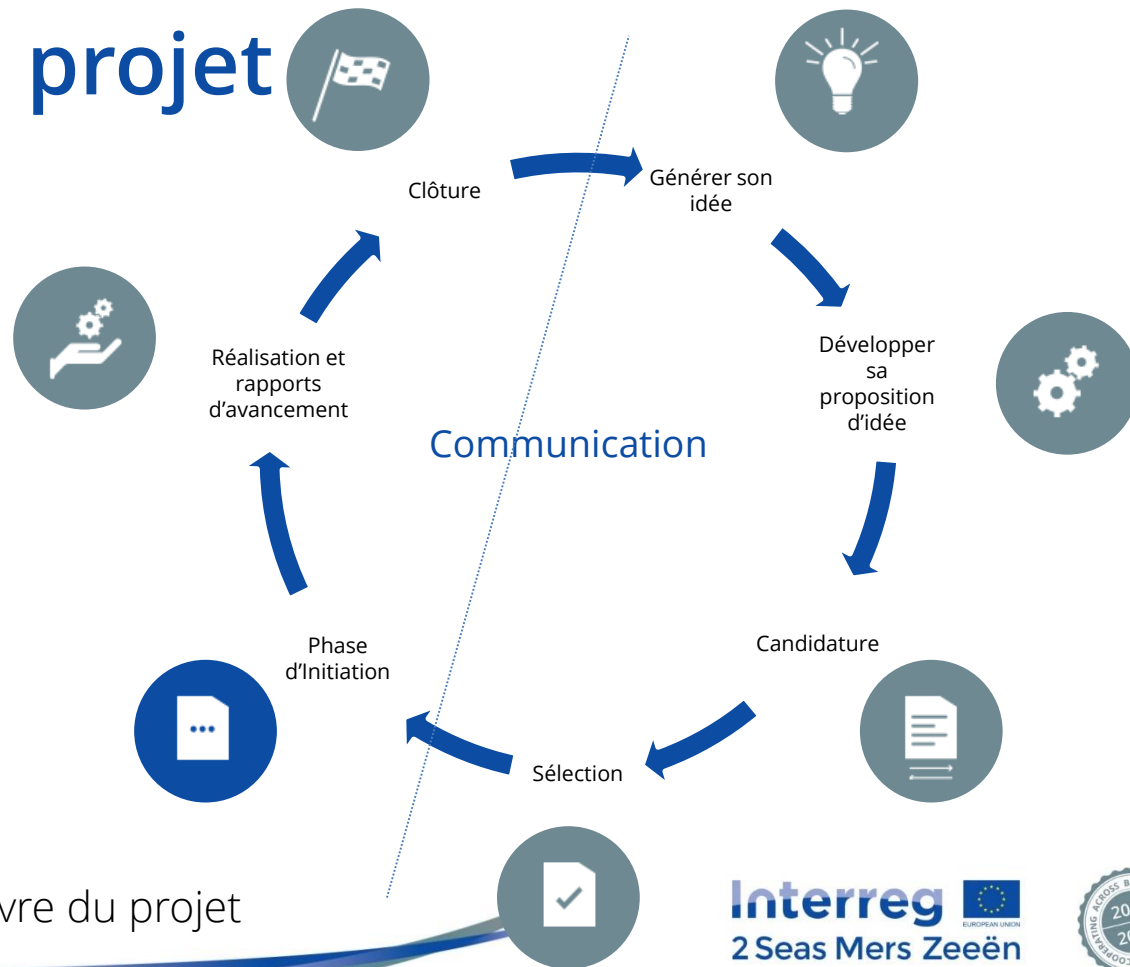 projet
Clôture
Générer son
idée
Développer
sa
proposition
d’idée
Réalisation et
rapports
d’avancement
Communication
Candidature
Phase
d’Initiation
Sélection
du projet
Interreg
EUROPEAN UNION
2 Seas Mers Zeeën
ACROSS